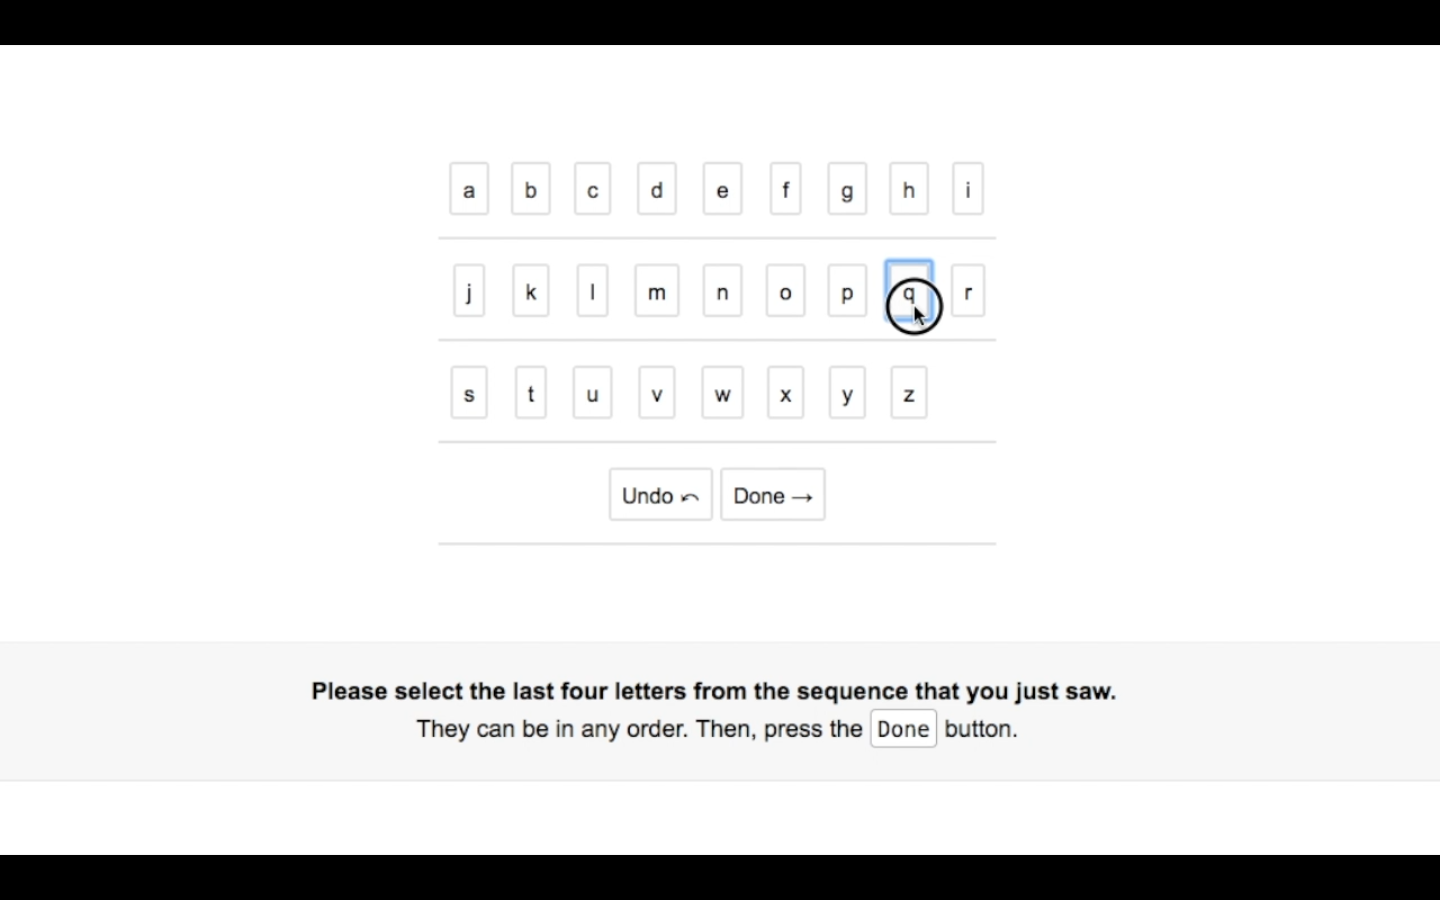 a b c d e f g h i
j k l m n o p q r
s t u v w x y z
Undo ⤺ Done →
Please select the last four letters from the sequence that you just saw.
They can be in any order. Then, press the Done button.